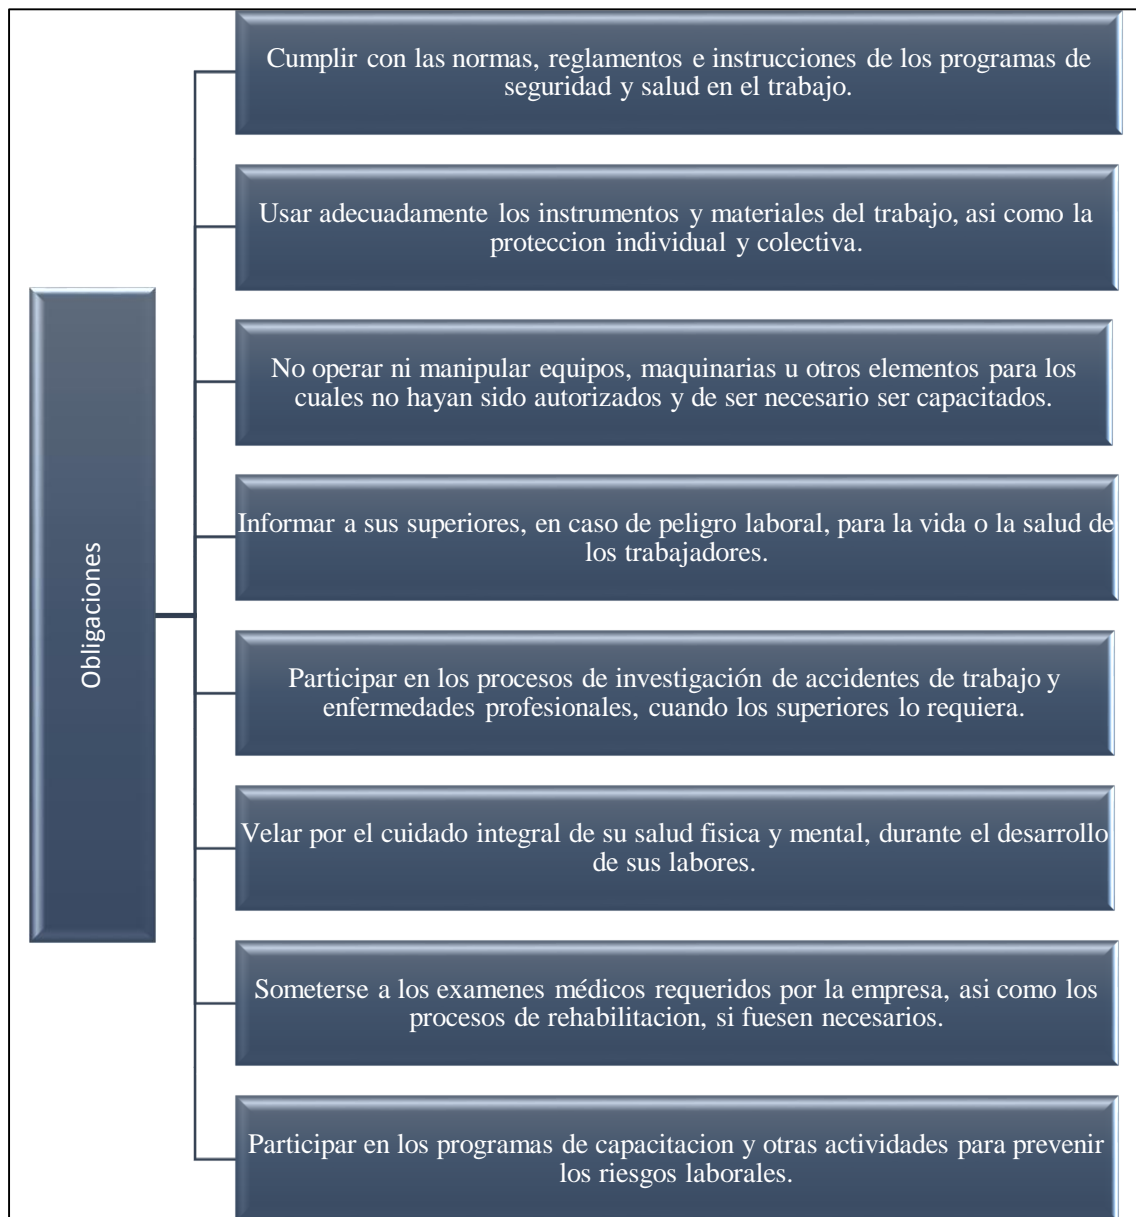 Obligaciones
Cumplir con las normas, reglamentos e instrucciones de los programas de
seguridad y salud en el trabajo.
Usar adecuadamente los instrumentos y materiales del trabajo, asi como la
proteccion individual y colectiva.
No operar ni manipular equipos, maquinarias u otros elementos para los
cuales no hayan sido autorizados y de ser necesario ser capacitados.
Informar a sus superiores, en caso de peligro laboral, para la vida o la salud de
los trabajadores.
Participar en los procesos de investigación de accidentes de trabajo y
enfermedades profesionales, cuando los superiores lo requiera.
Velar por el cuidado integral de su salud fisica y mental, durante el desarrollo
de sus labores.
Someterse a los examenes médicos requeridos por la empresa, asi como los
procesos de rehabilitacion, si fuesen necesarios.
Participar en los programas de capacitacion y otras actividades para prevenir
los riesgos laborales.